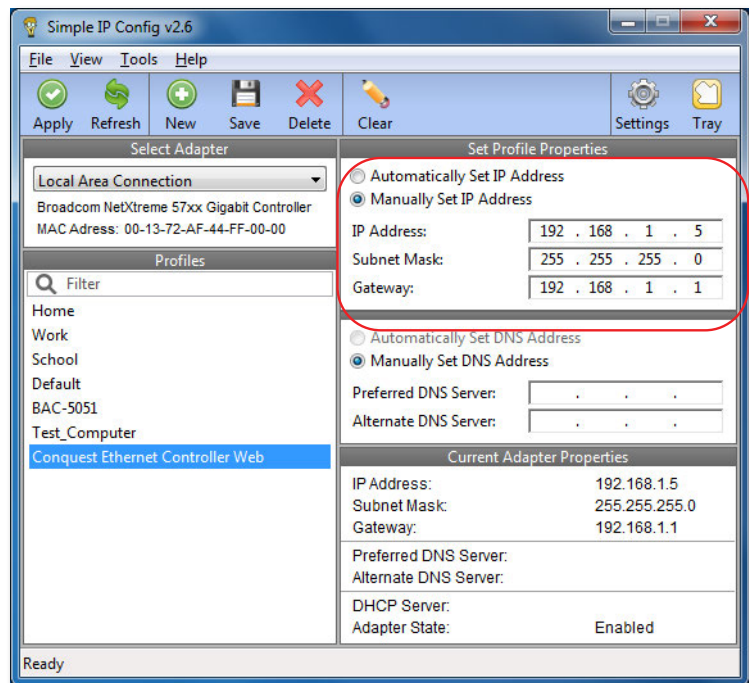 Simple IP Config v2.6
File View Tools Help
Apply Refresh New Save Delete Clear Settings Tray
Select Adapter
Local Area Connection
Broadcom NetXtreme 57xx Gigabit Controller
MAC Adress: 00-13-72-AF-44-FF-00-00
Profiles
Filter
Home
Work
School
Default
BAC-5051
Test_Computer
Conquest Ethernet Controller Web
Set Profile Properties
Automatically Set IP Address
Manually Set IP Address
IP Address: 192 . 168 . 1 . 5
Subnet Mask: 255 . 255 . 255 . 0
Gateway: 192 . 168 . 1 . 1
Automatically Set DNS Address
Manually Set DNS Address
Preferred DNS Server: . . .
Alternate DNS Server: . . .
Current Adapter Properties
IP Address: 192.168.1.5
Subnet Mask: 255.255.255.0
Gateway: 192.168.1.1
Preferred DNS Server:
Alternate DNS Server:
DHCP Server:
Adapter State: Enabled
Ready